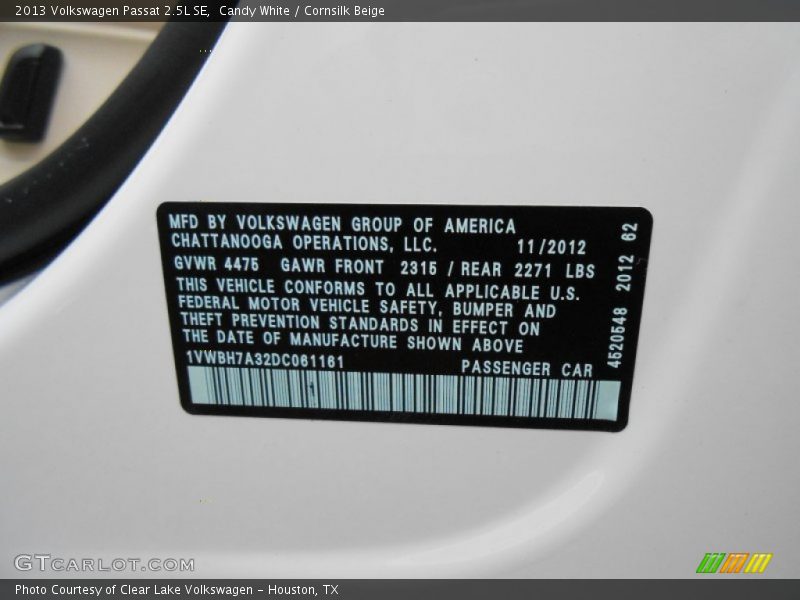 2013 Volkswagen Passat 2.5L SE, Candy White / Cornsilk Beige
MFD BY VOLKSWAGEN GROUP OF AMERICA
CHATTANOOGA OPERATIONS, LLC. 11/2012
GVWR 4475 GAWR FRONT 2315 / REAR 2271 LBS
THIS VEHICLE CONFORMS TO ALL APPLICABLE U.S.
FEDERAL MOTOR VEHICLE SAFETY, BUMPER AND
THEFT PREVENTION STANDARDS IN EFFECT ON
THE DATE OF MANUFACTURE SHOWN ABOVE
1VWBH7A32DC061161 PASSENGER CAR
4520548 2012 62
GTCARLOT.COM
Photo Courtesy of Clear Lake Volkswagen - Houston, TX